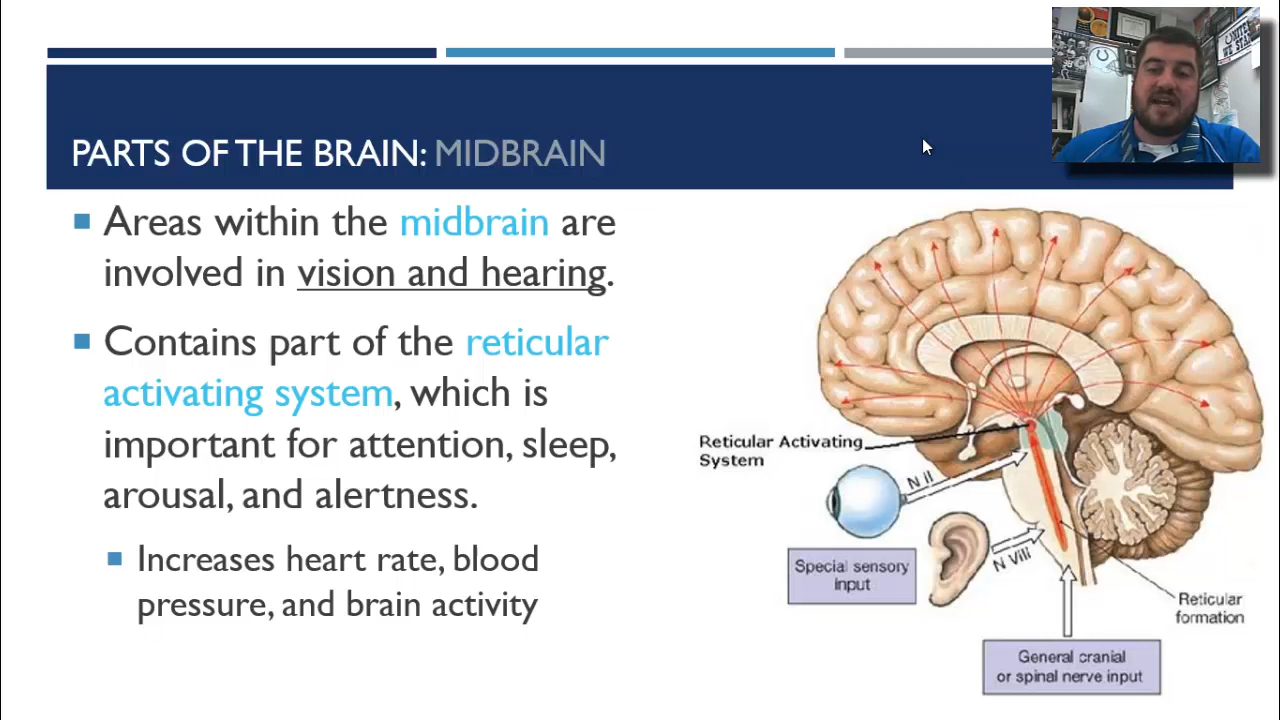 PARTS OF THE BRAIN: MIDBRAIN
Areas within the midbrain are
involved in vision and hearing.
Contains part of the reticular
activating system, which is
important for attention, sleep,
arousal, and alertness.
Increases heart rate, blood
pressure, and brain activity
Reticular Activating
System
N II
Special sensory
input
N VIII
Reticular
formation
General cranial
or spinal nerve input